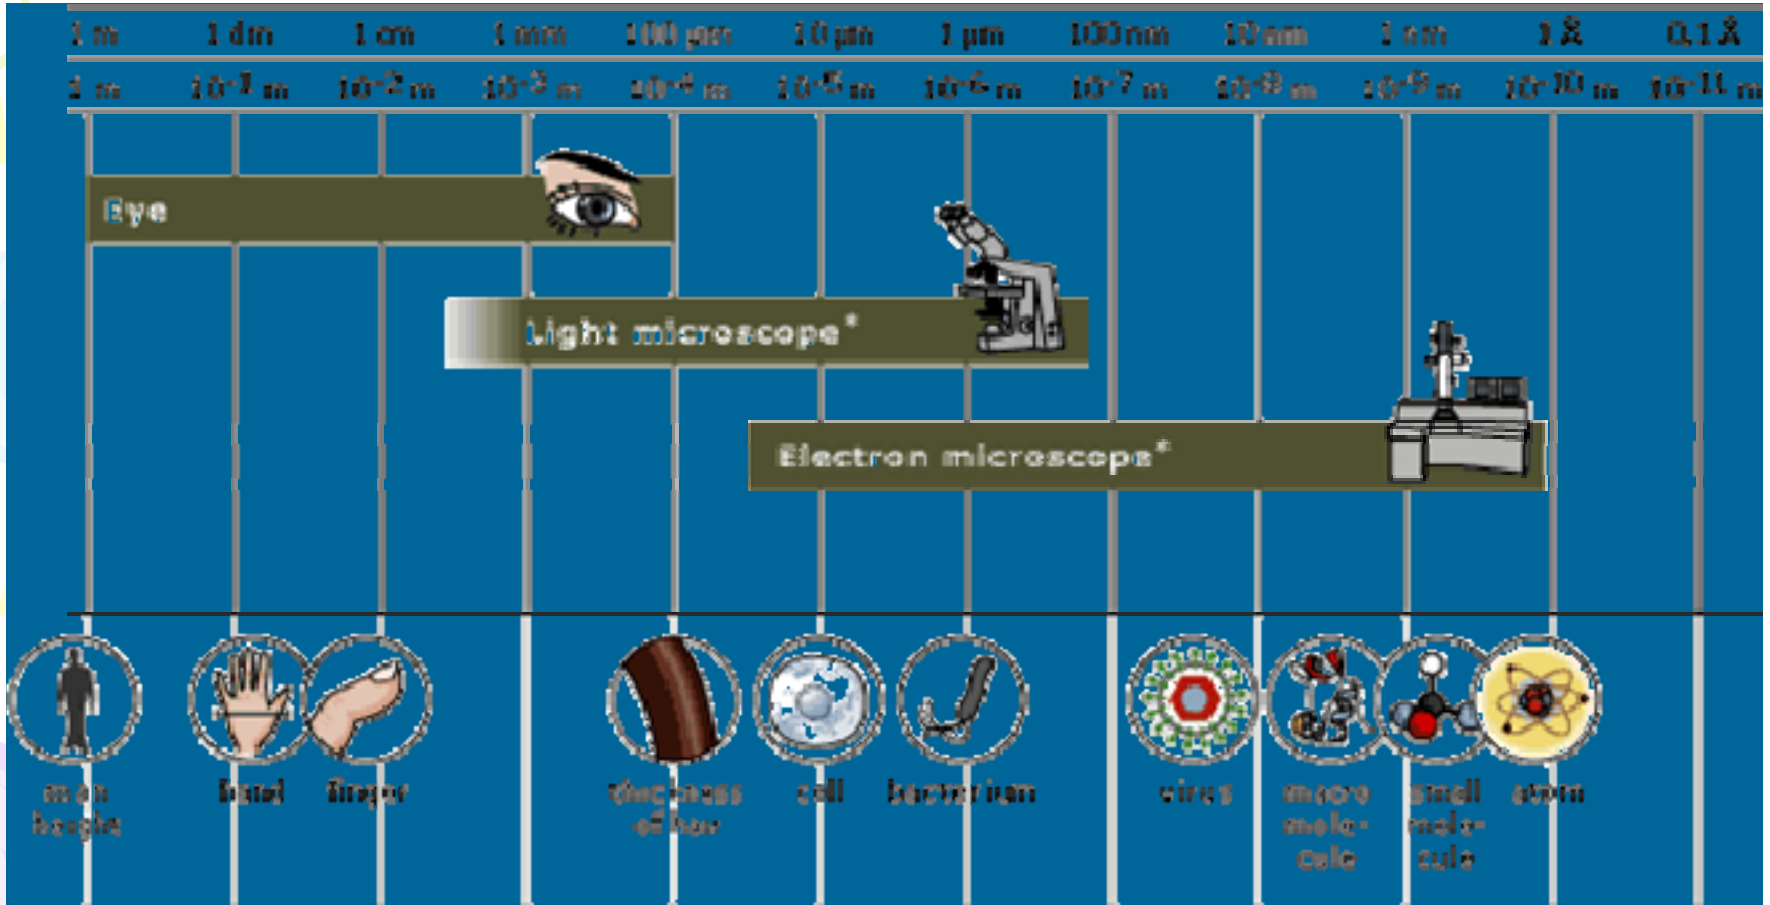 1 m 1 dm 1 cm 1 mm 100 µm 10 µm 1 µm 100 nm 10 nm 1 nm 1 Å 0,1 Å
1 m 10⁻¹ m 10⁻² m 10⁻³ m 10⁻⁴ m 10⁻⁵ m 10⁻⁶ m 10⁻⁷ m 10⁻⁸ m 10⁻⁹ m 10⁻¹⁰ m 10⁻¹¹ m
Eye
Light microscope*
Electron microscope*
man height
hand
finger
thickness of hair
cell
bacterium
virus
macro mole-cule
small mole-cule
atom